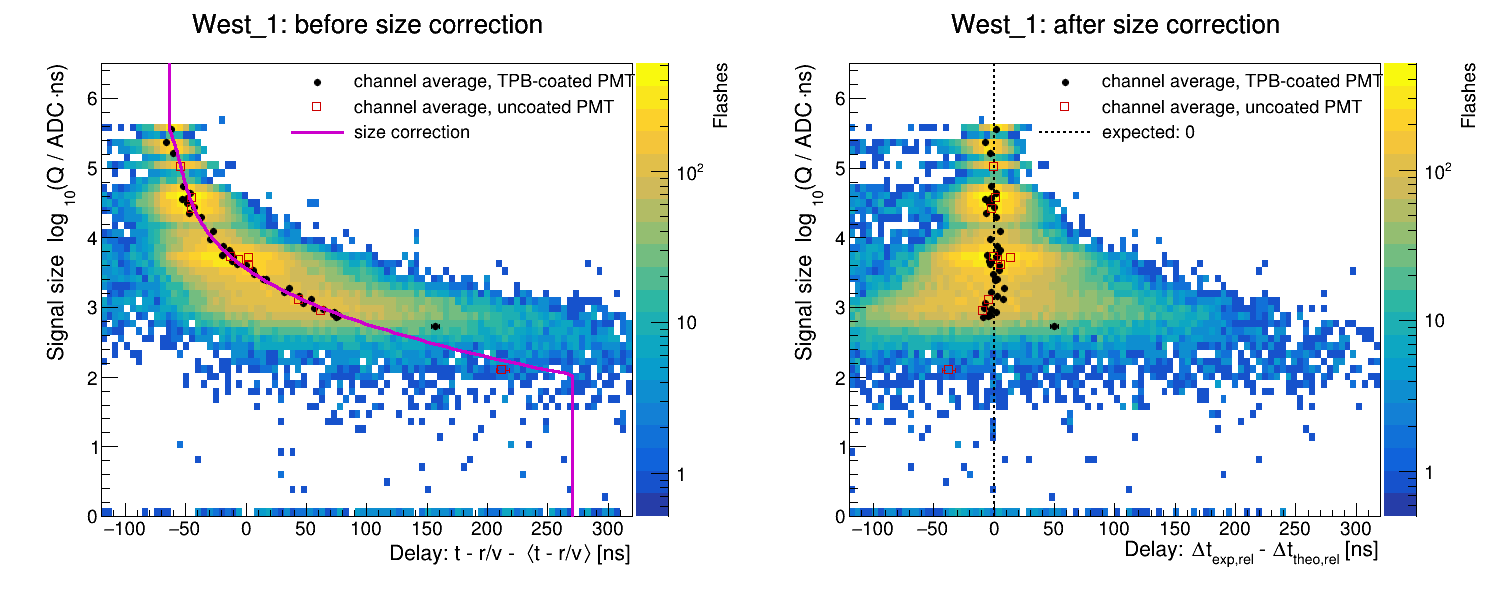 West_1: before size correction
Signal size log10(Q / ADC·ns)
channel average, TPB-coated PMT
channel average, uncoated PMT
size correction
Flashes
6
5
4
3
2
1
0
−100 −50 0 50 100 150 200 250 300
Delay: t - r/v - ⟨t - r/v⟩ [ns]
10²
10
1
West_1: after size correction
Signal size log10(Q / ADC·ns)
channel average, TPB-coated PMT
channel average, uncoated PMT
expected: 0
Flashes
6
5
4
3
2
1
0
−100 −50 0 50 100 150 200 250 300
Delay: Δtexp,rel - Δttheo,rel [ns]
10²
10
1